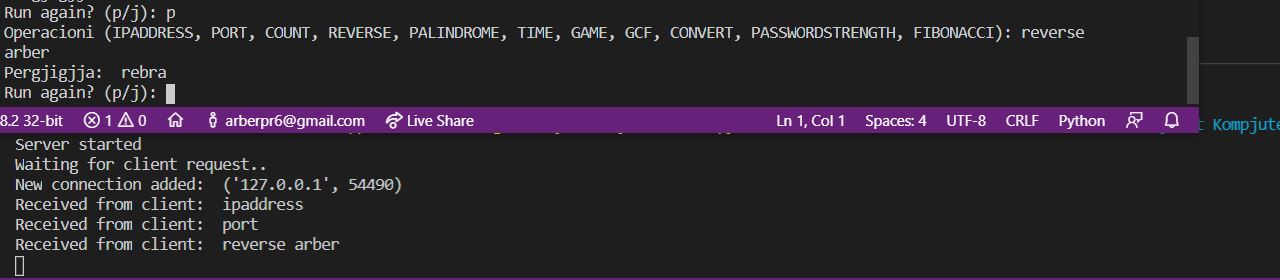 Run again? (p/j): p
Operacioni (IPADDRESS, PORT, COUNT, REVERSE, PALINDROME, TIME, GAME, GCF, CONVERT, PASSWORDSTRENGTH, FIBONACCI): reverse
arber
Pergjigjja:  rebra
Run again? (p/j):
8.2 32-bit 1 0 arberpr6@gmail.com Live Share Ln 1, Col 1 Spaces: 4 UTF-8 CRLF Python
t Kompjute
Server started
Waiting for client request..
New connection added:  ('127.0.0.1', 54490)
Received from client:  ipaddress
Received from client:  port
Received from client:  reverse arber